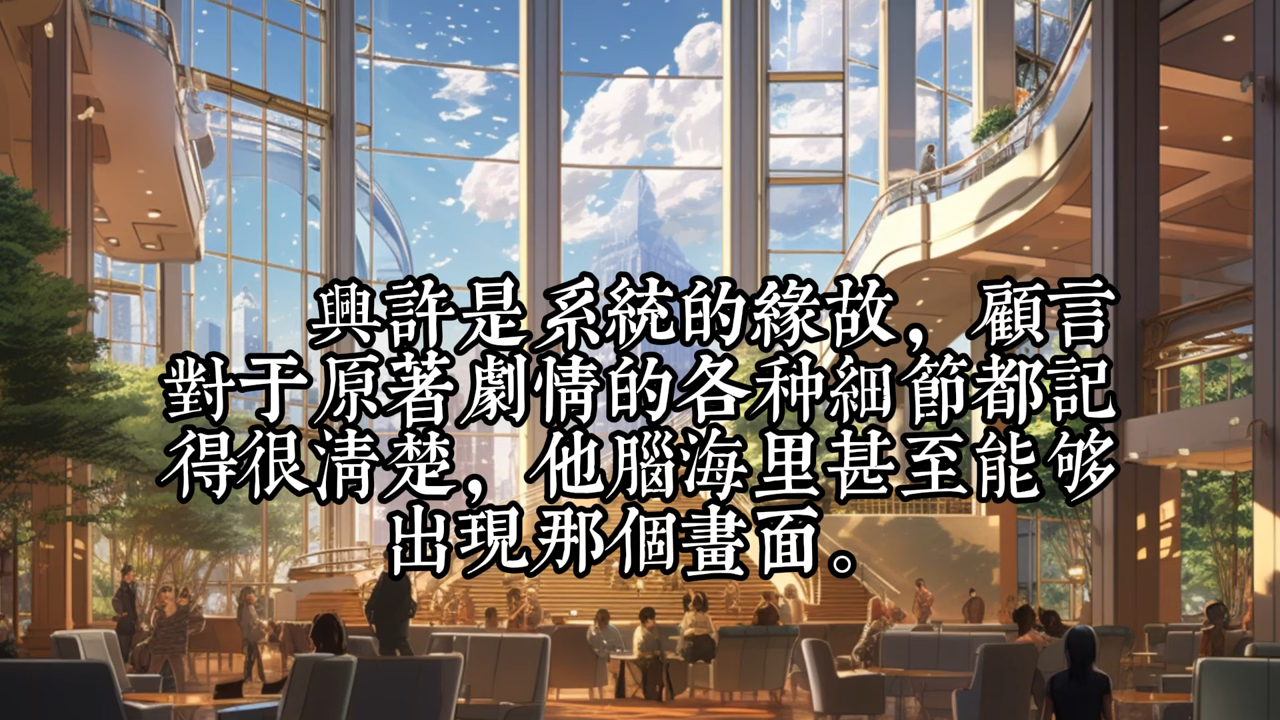 興許是系統的緣故，顧言
對于原著劇情的各种細節都記
得很清楚，他腦海里甚至能够
出現那個畫面。